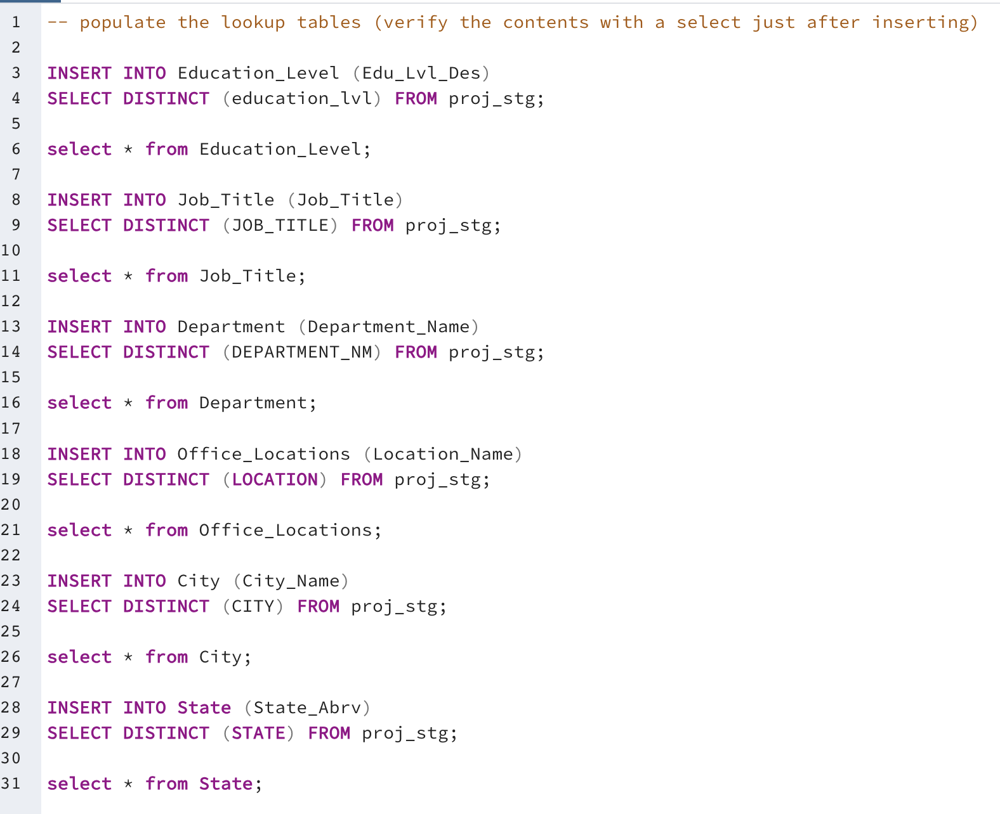 1 -- populate the lookup tables (verify the contents with a select just after inserting)
2
3 INSERT INTO Education_Level (Edu_Lvl_Des)
4 SELECT DISTINCT (education_lvl) FROM proj_stg;
5
6 select * from Education_Level;
7
8 INSERT INTO Job_Title (Job_Title)
9 SELECT DISTINCT (JOB_TITLE) FROM proj_stg;
10
11 select * from Job_Title;
12
13 INSERT INTO Department (Department_Name)
14 SELECT DISTINCT (DEPARTMENT_NM) FROM proj_stg;
15
16 select * from Department;
17
18 INSERT INTO Office_Locations (Location_Name)
19 SELECT DISTINCT (LOCATION) FROM proj_stg;
20
21 select * from Office_Locations;
22
23 INSERT INTO City (City_Name)
24 SELECT DISTINCT (CITY) FROM proj_stg;
25
26 select * from City;
27
28 INSERT INTO State (State_Abrv)
29 SELECT DISTINCT (STATE) FROM proj_stg;
30
31 select * from State;